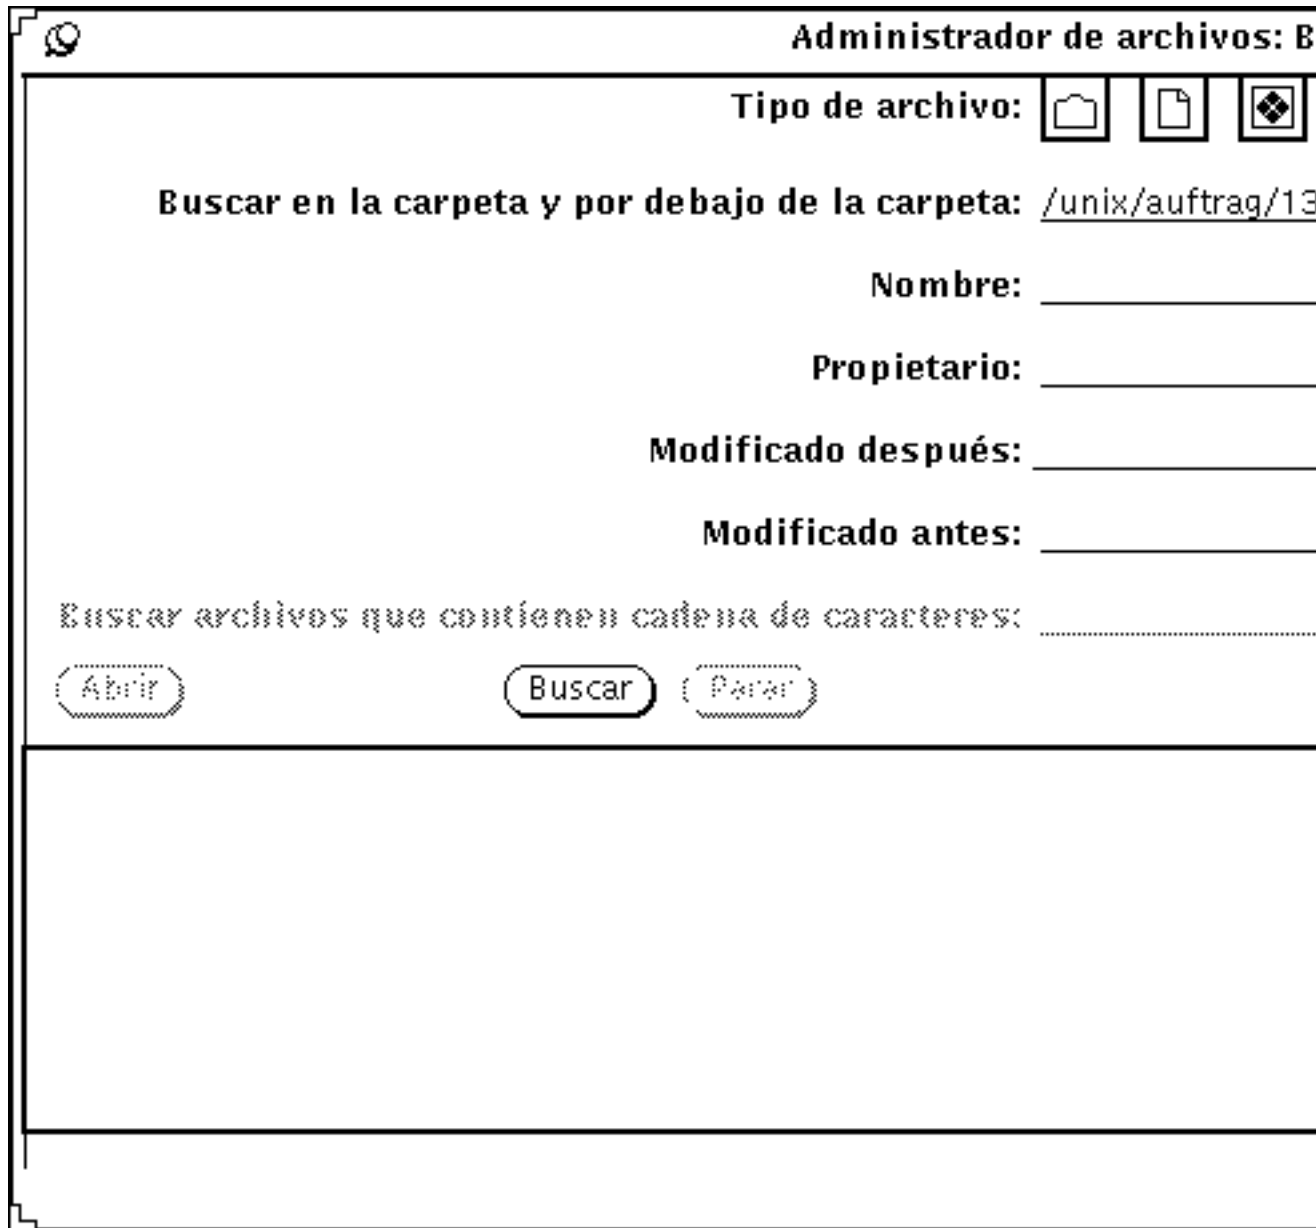 Administrador de archivos: B
Tipo de archivo:
Buscar en la carpeta y por debajo de la carpeta: /unix/auftrag/13
Nombre:
Propietario:
Modificado después:
Modificado antes:
Buscar archivos que contienen cadena de caracteres:
Abrir Buscar Parar